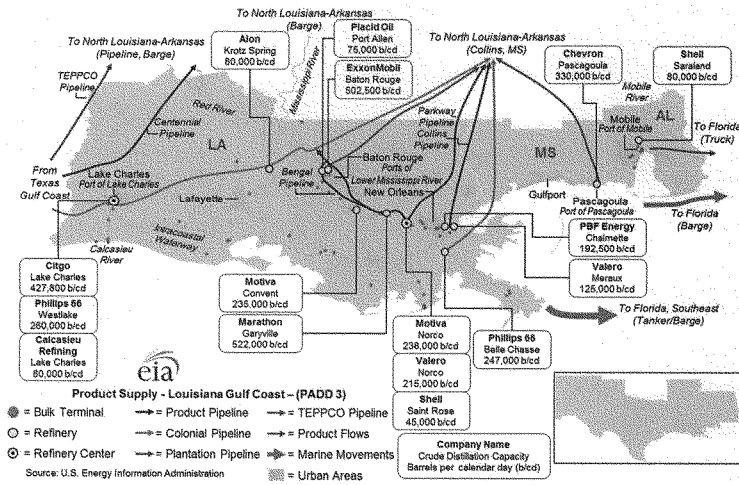 To North Louisiana-Arkansas
(Pipeline, Barge)
TEPPCO
Pipeline
Centennial
Pipeline
Red River
Alon
Krotz Spring
80,000 b/cd
To North Louisiana-Arkansas
(Barge)
Mississippi River
Placid Oil
Port Allen
75,000 b/cd
ExxonMobil
Baton Rouge
502,500 b/cd
To North Louisiana-Arkansas
(Collins, MS)
Parkway
Pipeline
Collins
Pipeline
Chevron
Pascagoula
330,000 b/cd
Shell
Saraland
80,000 b/cd
Mobile
River
AL
Mobile
Port of Mobile
To Florida
(Truck)
LA
MS
From
Texas
Gulf Coast
Lake Charles
Port of Lake Charles
Lafayette
Bengal
Pipeline
Baton Rouge
Ports of
Lower Mississippi River
New Orleans
Gulfport
Pascagoula
Port of Pascagoula
To Florida
(Barge)
Calcasieu
River
Intracoastal
Waterway
Citgo
Lake Charles
427,800 b/cd
Phillips 66
Westlake
260,000 b/cd
Calcasieu
Refining
Lake Charles
80,000 b/cd
Motiva
Convent
235,000 b/cd
Marathon
Garyville
522,000 b/cd
PBF Energy
Chalmette
192,500 b/cd
Valero
Meraux
125,000 b/cd
To Florida, Southeast
(Tanker/Barge)
Motiva
Norco
238,000 b/cd
Valero
Norco
215,000 b/cd
Shell
Saint Rose
45,000 b/cd
Phillips 66
Belle Chasse
247,000 b/cd
eia
Product Supply - Louisiana Gulf Coast – (PADD 3)
= Bulk Terminal
= Product Pipeline
= TEPPCO Pipeline
= Refinery
= Colonial Pipeline
= Product Flows
= Refinery Center
= Plantation Pipeline
= Marine Movements
= Urban Areas
Company Name
Crude Distillation Capacity
Barrels per calendar day (b/cd)
Source: U.S. Energy Information Administration